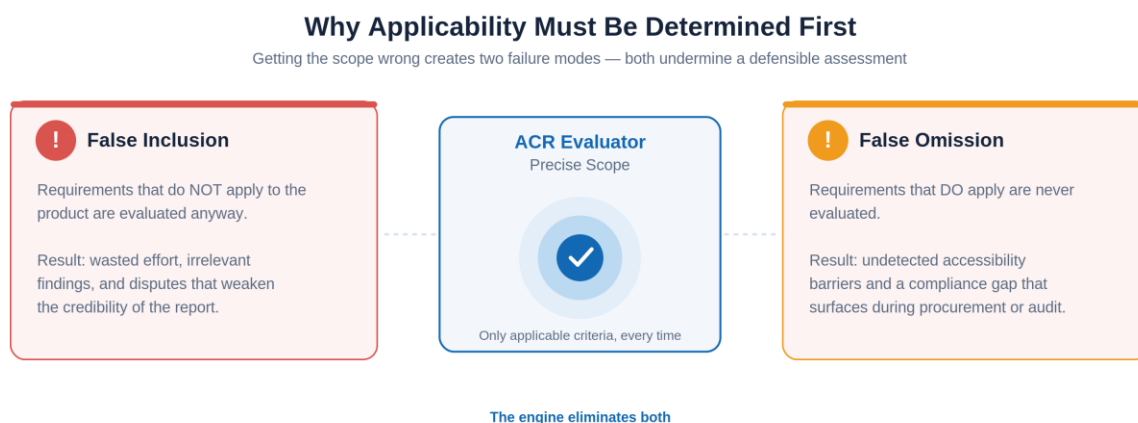 Why Applicability Must Be Determined First
Getting the scope wrong creates two failure modes — both undermine a defensible assessment
!
False Inclusion
Requirements that do NOT apply to the
product are evaluated anyway.
Result: wasted effort, irrelevant
findings, and disputes that weaken
the credibility of the report.
ACR Evaluator
Precise Scope
Only applicable criteria, every time
!
False Omission
Requirements that DO apply are never
evaluated.
Result: undetected accessibility
barriers and a compliance gap that
surfaces during procurement or audit.
The engine eliminates both